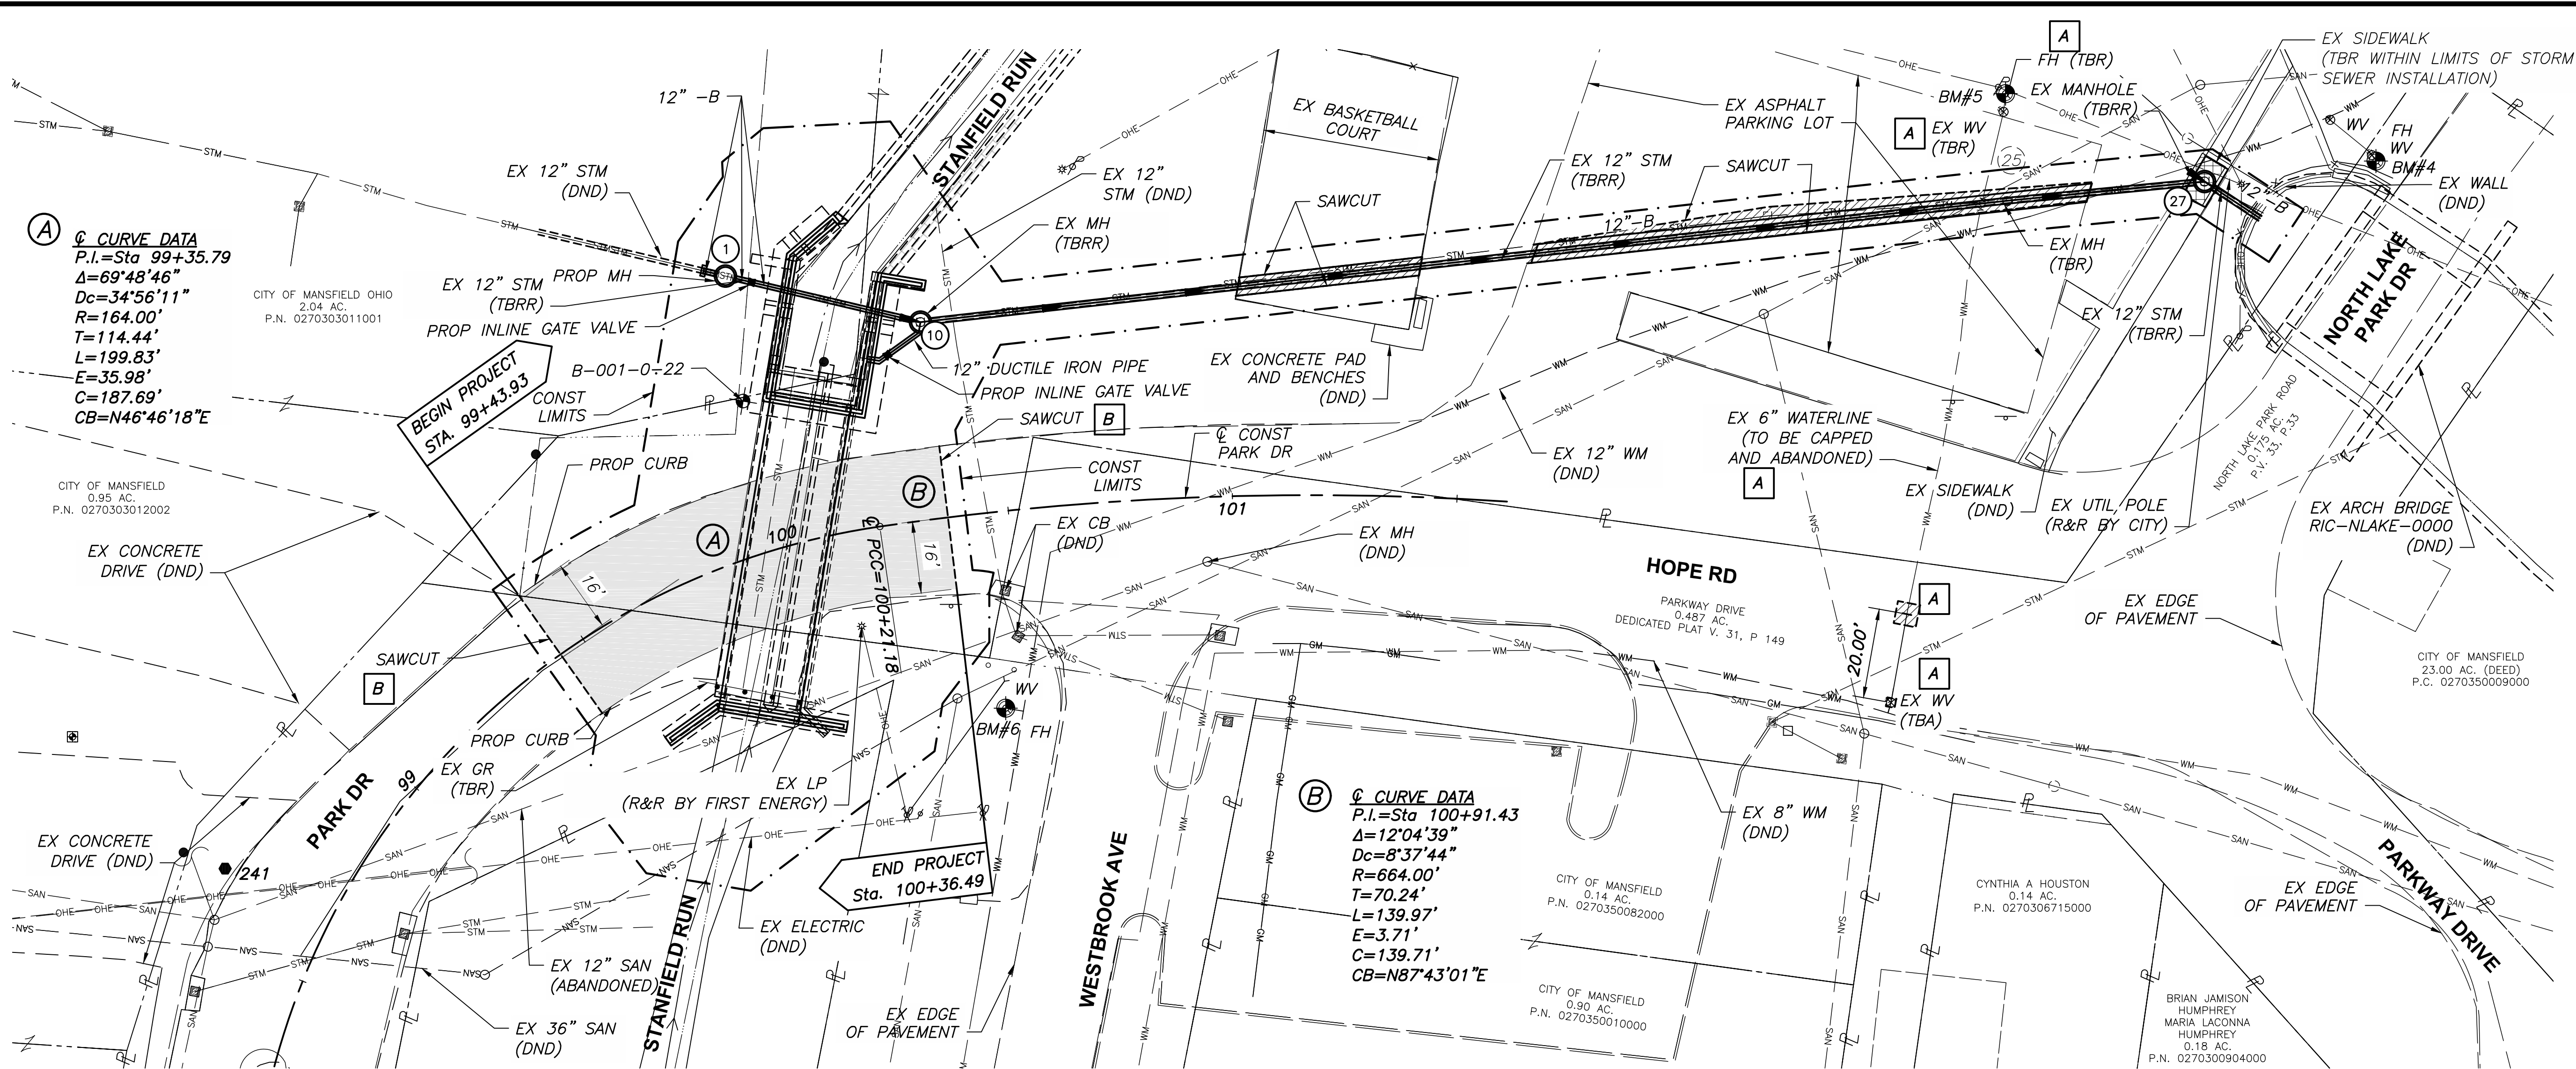 A
FH (TBR)
BM#5
EX MANHOLE
(TBRR)
EX SIDEWALK
(TBR WITHIN LIMITS OF STORM
SEWER INSTALLATION)
WV
FH
WV
BM#4
EX WALL
(DND)
12" -B
STANFIELD RUN
EX BASKETBALL
COURT
EX ASPHALT
PARKING LOT
A
EX WV
(TBR)
25
EX 12" STM
(DND)
EX 12"
STM (DND)
EX 12" STM
(TBRR)
SAWCUT
SAWCUT
12"-B
12"-B
27
1
EX MH
(TBRR)
EX MH
(TBR)
A
₵ CURVE DATA
P.I.=Sta 99+35.79
Δ=69°48'46"
Dc=34°56'11"
R=164.00'
T=114.44'
L=199.83'
E=35.98'
C=187.69'
CB=N46°46'18"E
CITY OF MANSFIELD OHIO
2.04 AC.
P.N. 0270303011001
EX 12" STM
(TBRR)
PROP MH
PROP INLINE GATE VALVE
10
12" DUCTILE IRON PIPE
PROP INLINE GATE VALVE
EX CONCRETE PAD
AND BENCHES
(DND)
EX 12" STM
(TBRR)
NORTH LAKE
PARK DR
NORTH LAKE PARK ROAD
0.175 AC.
P.V. 33, P.33
BEGIN PROJECT
STA. 99+43.93
B-001-0-22
CONST
LIMITS
SAWCUT
B
₵ CONST
PARK DR
CONST
LIMITS
EX 12" WM
(DND)
EX 6" WATERLINE
(TO BE CAPPED
AND ABANDONED)
A
EX SIDEWALK
(DND)
EX UTIL POLE
(R&R BY CITY)
EX ARCH BRIDGE
RIC-NLAKE-0000
(DND)
PROP CURB
CITY OF MANSFIELD
0.95 AC.
P.N. 0270303012002
EX CONCRETE
DRIVE (DND)
A
100
B
101
16'
16'
₵ PCC=100+21.18
EX CB
(DND)
EX MH
(DND)
HOPE RD
PARKWAY DRIVE
0.487 AC.
DEDICATED PLAT V. 31, P 149
20.00'
A
A
EX WV
(TBA)
EX EDGE
OF PAVEMENT
CITY OF MANSFIELD
23.00 AC. (DEED)
P.C. 0270350009000
SAWCUT
B
PROP CURB
EX GR
(TBR)
PARK DR
99
WV
BM#6 FH
EX LP
(R&R BY FIRST ENERGY)
END PROJECT
Sta. 100+36.49
B
₵ CURVE DATA
P.I.=Sta 100+91.43
Δ=12°04'39"
Dc=8°37'44"
R=664.00'
T=70.24'
L=139.97'
E=3.71'
C=139.71'
CB=N87°43'01"E
EX 8" WM
(DND)
EX CONCRETE
DRIVE (DND)
241
EX 12" SAN
(ABANDONED)
EX 36" SAN
(DND)
STANFIELD RUN
EX ELECTRIC
(DND)
EX EDGE
OF PAVEMENT
WESTBROOK AVE
CITY OF MANSFIELD
0.14 AC.
P.N. 0270350082000
CITY OF MANSFIELD
0.90 AC.
P.N. 0270350010000
CYNTHIA A HOUSTON
0.14 AC.
P.N. 0270306715000
EX EDGE
OF PAVEMENT
PARKWAY DRIVE
BRIAN JAMISON
HUMPHREY
MARIA LACONNA
HUMPHREY
0.18 AC.
P.N. 0270300904000
STM
SAN
WM
OHE
GM